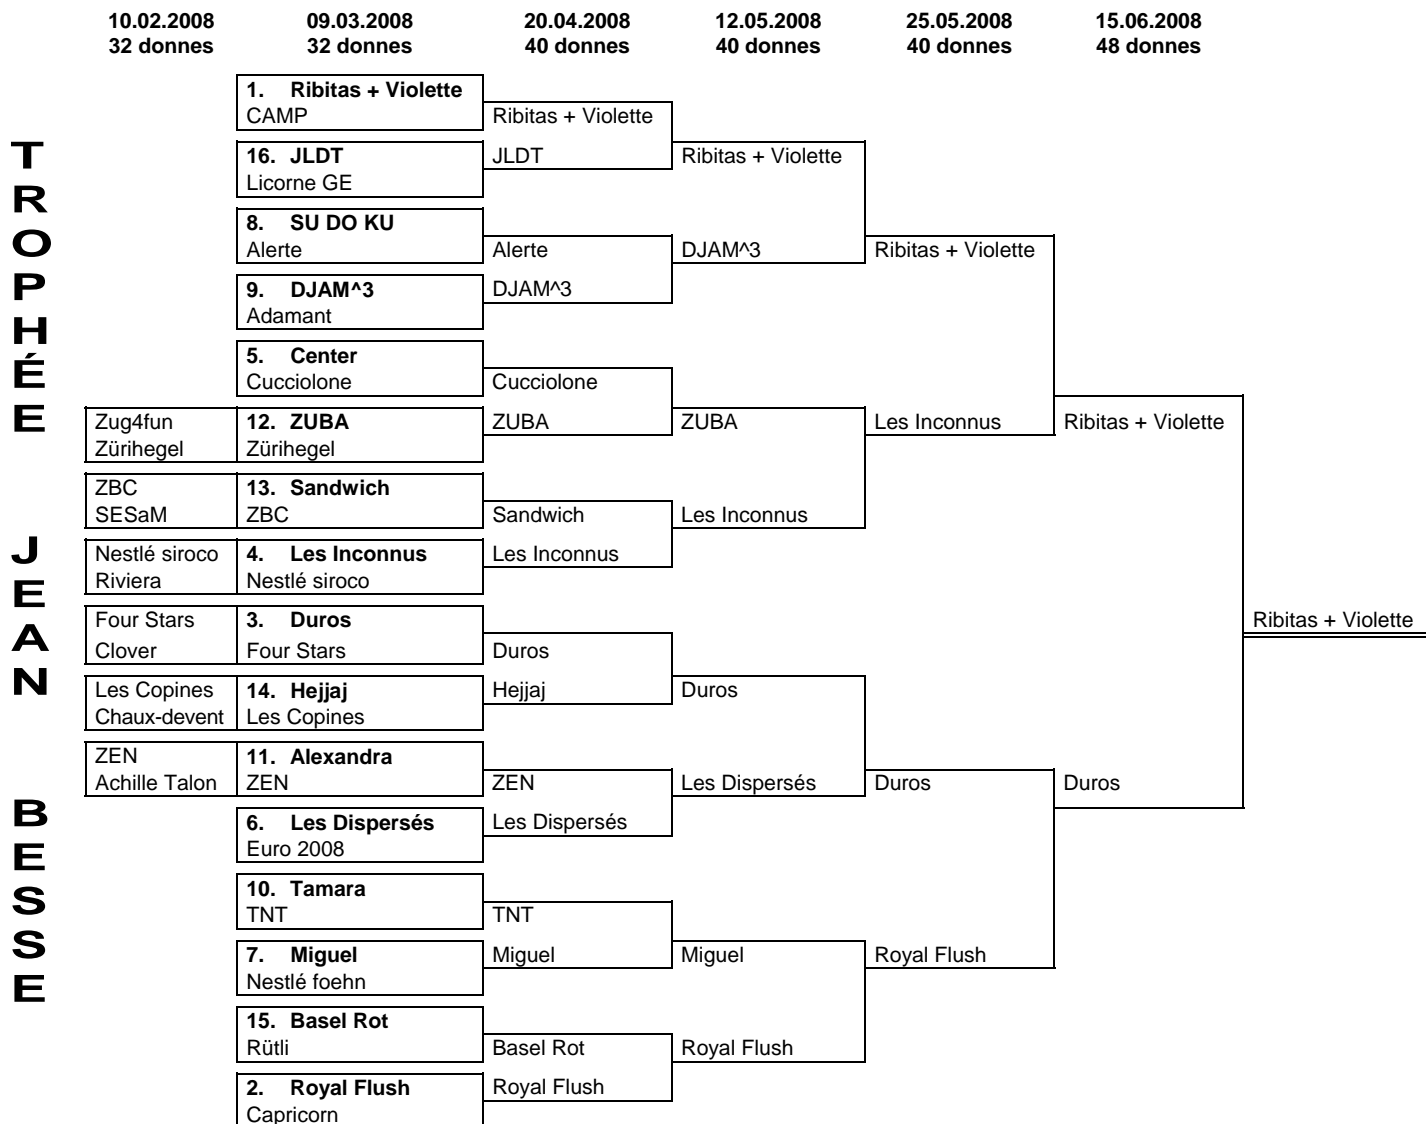 10.02.2008 09.03.2008 20.04.2008 12.05.2008 25.05.2008 15.06.2008
32 donnes 32 donnes 40 donnes 40 donnes 40 donnes 48 donnes
TROPHÉE JEAN BESSE
1. Ribitas + Violette
CAMP Ribitas + Violette
16. JLDT JLDT Ribitas + Violette
Licorne GE
8. SU DO KU
Alerte Alerte DJAM^3 Ribitas + Violette
9. DJAM^3 DJAM^3
Adamant
5. Center
Cucciolone Cucciolone
Zug4fun 12. ZUBA ZUBA ZUBA Les Inconnus Ribitas + Violette
Zürihegel Zürihegel
ZBC 13. Sandwich
SESaM ZBC Sandwich Les Inconnus
Nestlé siroco 4. Les Inconnus Les Inconnus
Riviera Nestlé siroco
Four Stars 3. Duros Ribitas + Violette
Clover Four Stars Duros
Les Copines 14. Hejjaj Hejjaj Duros
Chaux-devent Les Copines
ZEN 11. Alexandra
Achille Talon ZEN ZEN Les Dispersés Duros Duros
6. Les Dispersés Les Dispersés
Euro 2008
10. Tamara
TNT TNT
7. Miguel Miguel Miguel Royal Flush
Nestlé foehn
15. Basel Rot
Rütli Basel Rot Royal Flush
2. Royal Flush Royal Flush
Capricorn